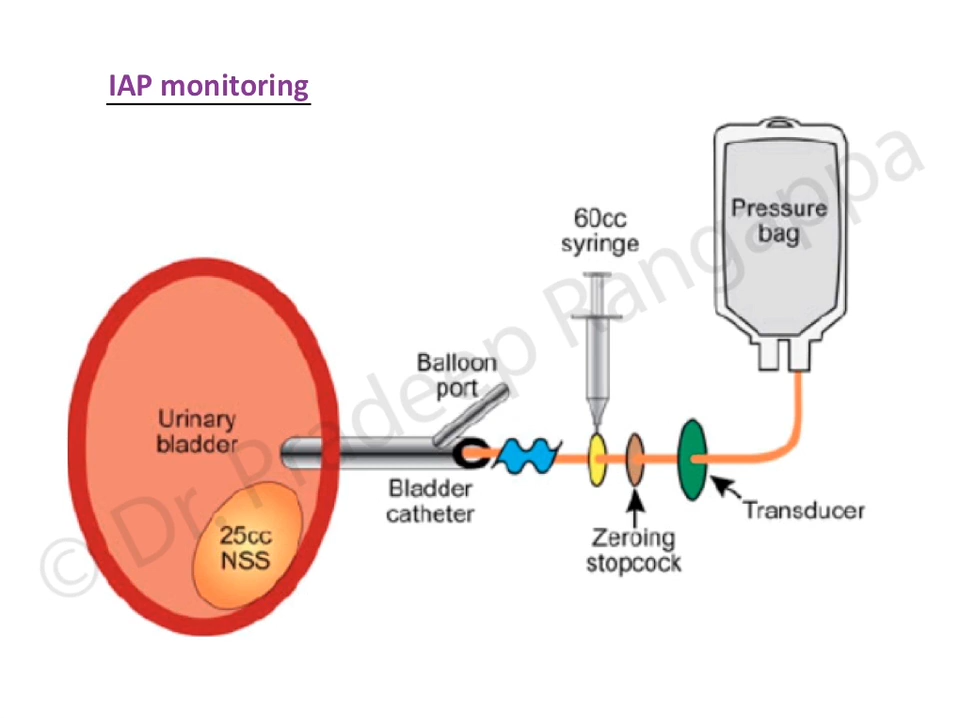 IAP monitoring
Pressure
bag
60cc
syringe
Balloon
port
Urinary
bladder
Bladder
catheter
Transducer
25cc
NSS
Zeroing
stopcock
© Dr. Pradeep Rangappa